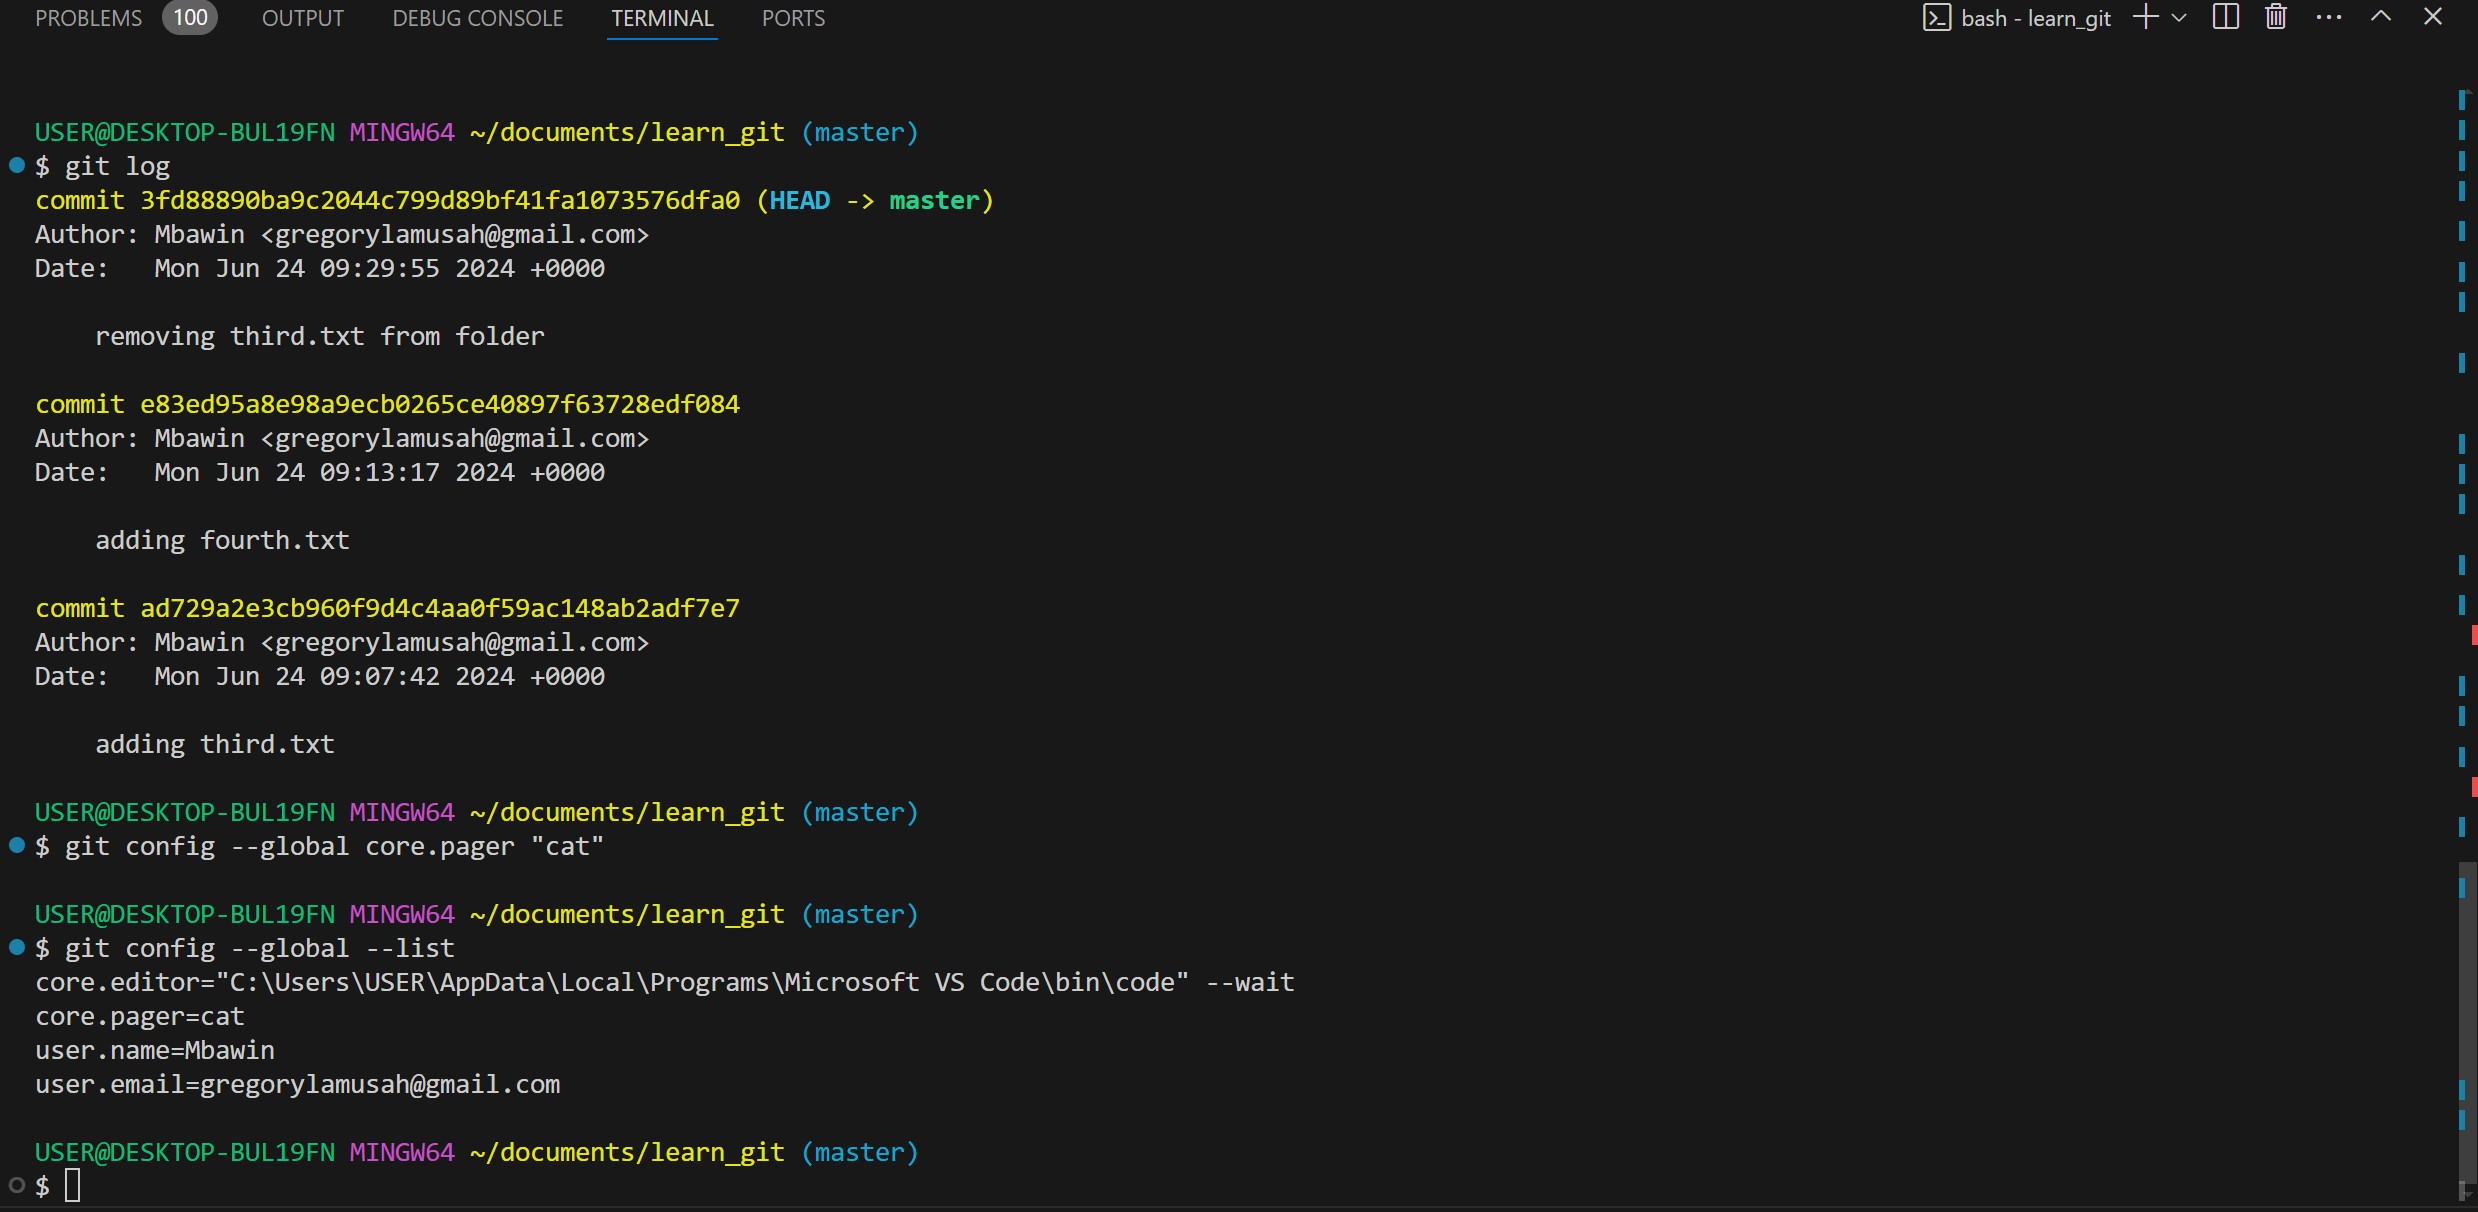 PROBLEMS 100 OUTPUT DEBUG CONSOLE TERMINAL PORTS bash - learn_git
USER@DESKTOP-BUL19FN MINGW64 ~/documents/learn_git (master)
$ git log
commit 3fd88890ba9c2044c799d89bf41fa1073576dfa0 (HEAD -> master)
Author: Mbawin <gregorylamusah@gmail.com>
Date:   Mon Jun 24 09:29:55 2024 +0000
    removing third.txt from folder
commit e83ed95a8e98a9ecb0265ce40897f63728edf084
Author: Mbawin <gregorylamusah@gmail.com>
Date:   Mon Jun 24 09:13:17 2024 +0000
    adding fourth.txt
commit ad729a2e3cb960f9d4c4aa0f59ac148ab2adf7e7
Author: Mbawin <gregorylamusah@gmail.com>
Date:   Mon Jun 24 09:07:42 2024 +0000
    adding third.txt
USER@DESKTOP-BUL19FN MINGW64 ~/documents/learn_git (master)
$ git config --global core.pager "cat"
USER@DESKTOP-BUL19FN MINGW64 ~/documents/learn_git (master)
$ git config --global --list
core.editor="C:\Users\USER\AppData\Local\Programs\Microsoft VS Code\bin\code" --wait
core.pager=cat
user.name=Mbawin
user.email=gregorylamusah@gmail.com
USER@DESKTOP-BUL19FN MINGW64 ~/documents/learn_git (master)
$